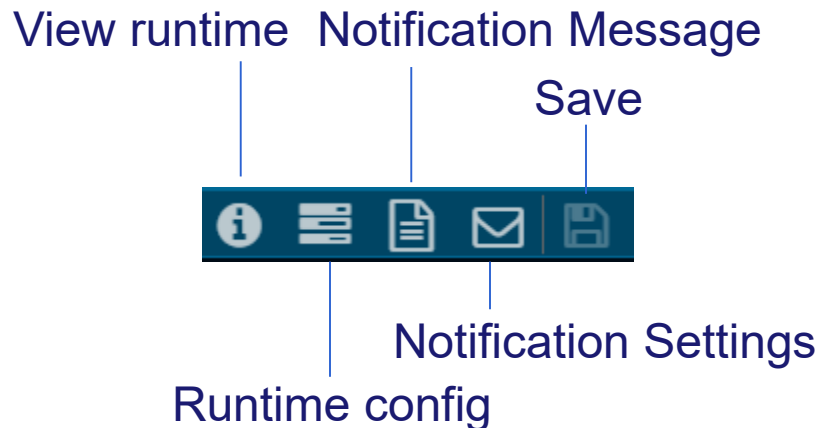 View runtime
Notification Message
Save
Notification Settings
Runtime config